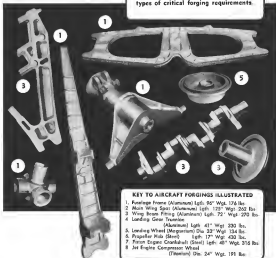 types of critical forging requirements.
1
1
3
1
5
1
3
3
KEY TO AIRCRAFT FORGINGS ILLUSTRATED
1. Fuselage Frame (Aluminum) Lgth. 96" Wgt. 176 lbs.
2 Main Wing Spar (Aluminum) Lgth. 125" Wgt. 262 lbs.
3 Wing Beam Fitting (Aluminum) Lgth. 72" Wgt. 270 lbs.
4 Landing Gear Trunnion
(Aluminum) Lgth. 41" Wgt. 230 lbs.
5 Landing Wheel (Magnesium) Dia. 22" Wgt. 134 lbs.
6 Propeller Hub (Steel) Lgth. 17" Wgt. 430 lbs.
7 Piston Engine Crankshaft (Steel) Lgth. 48" Wgt. 316 lbs.
8 Jet Engine Compressor Wheel
(Titanium) Dia. 24" Wgt. 191 lbs.